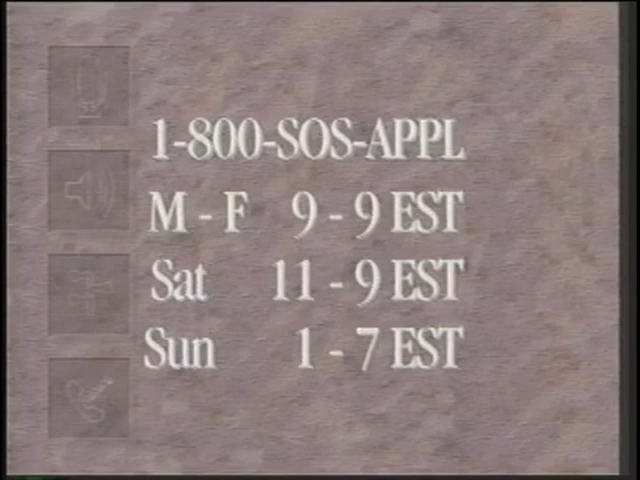 1-800-SOS-APPL
M - F 9 - 9 EST
Sat 11 - 9 EST
Sun 1 - 7 EST